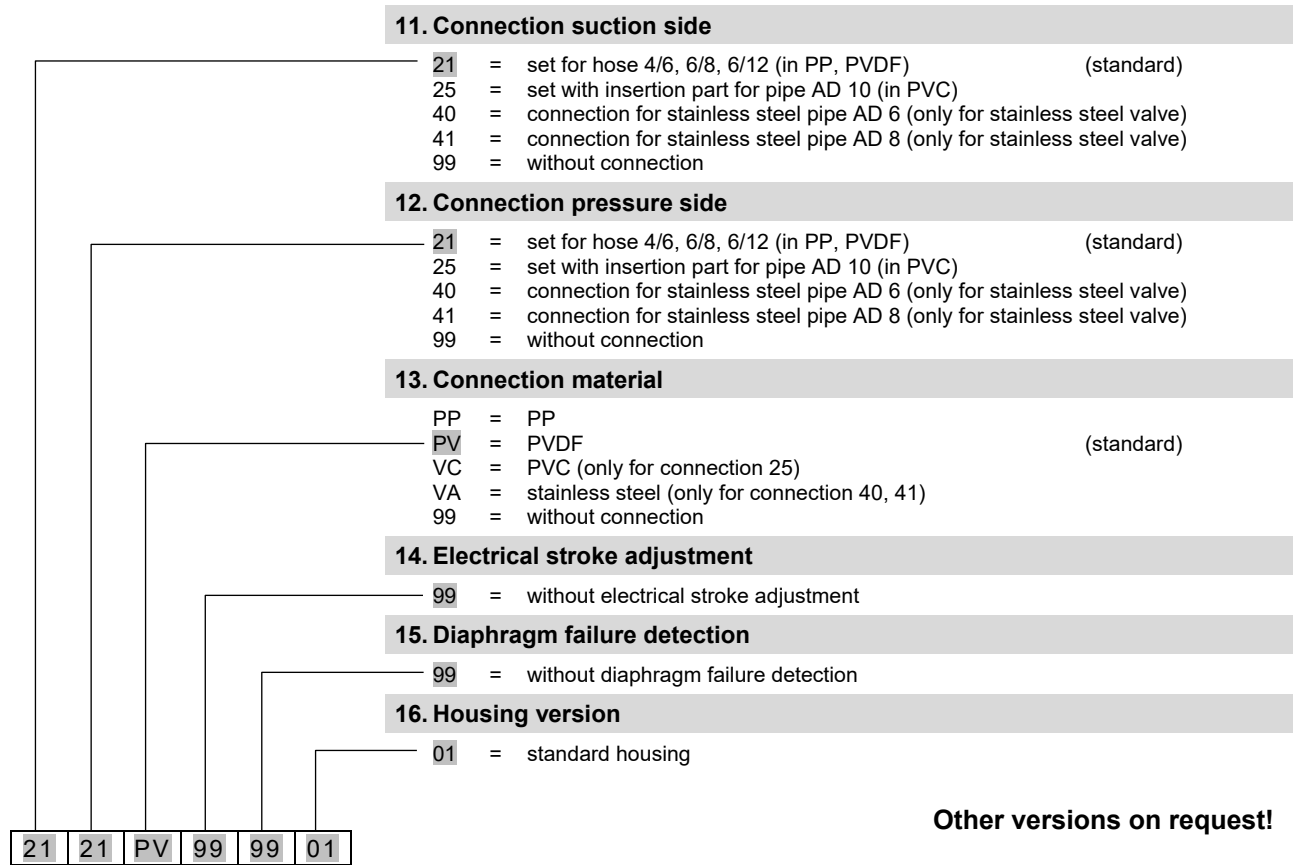 11. Connection suction side
21 = set for hose 4/6, 6/8, 6/12 (in PP, PVDF) (standard)
25 = set with insertion part for pipe AD 10 (in PVC)
40 = connection for stainless steel pipe AD 6 (only for stainless steel valve)
41 = connection for stainless steel pipe AD 8 (only for stainless steel valve)
99 = without connection
12. Connection pressure side
21 = set for hose 4/6, 6/8, 6/12 (in PP, PVDF) (standard)
25 = set with insertion part for pipe AD 10 (in PVC)
40 = connection for stainless steel pipe AD 6 (only for stainless steel valve)
41 = connection for stainless steel pipe AD 8 (only for stainless steel valve)
99 = without connection
13. Connection material
PP = PP
PV = PVDF (standard)
VC = PVC (only for connection 25)
VA = stainless steel (only for connection 40, 41)
99 = without connection
14. Electrical stroke adjustment
99 = without electrical stroke adjustment
15. Diaphragm failure detection
99 = without diaphragm failure detection
16. Housing version
01 = standard housing
Other versions on request!
21 21 PV 99 99 01